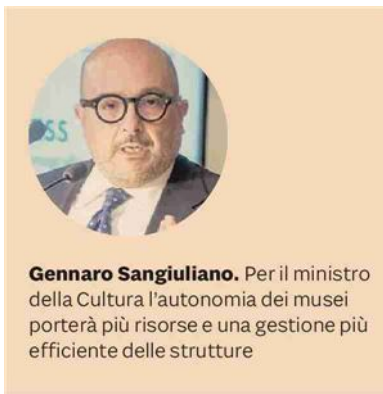 ESS
Gennaro Sangiuliano. Per il ministro
della Cultura l'autonomia dei musei
porterà più risorse e una gestione più
efficiente delle strutture